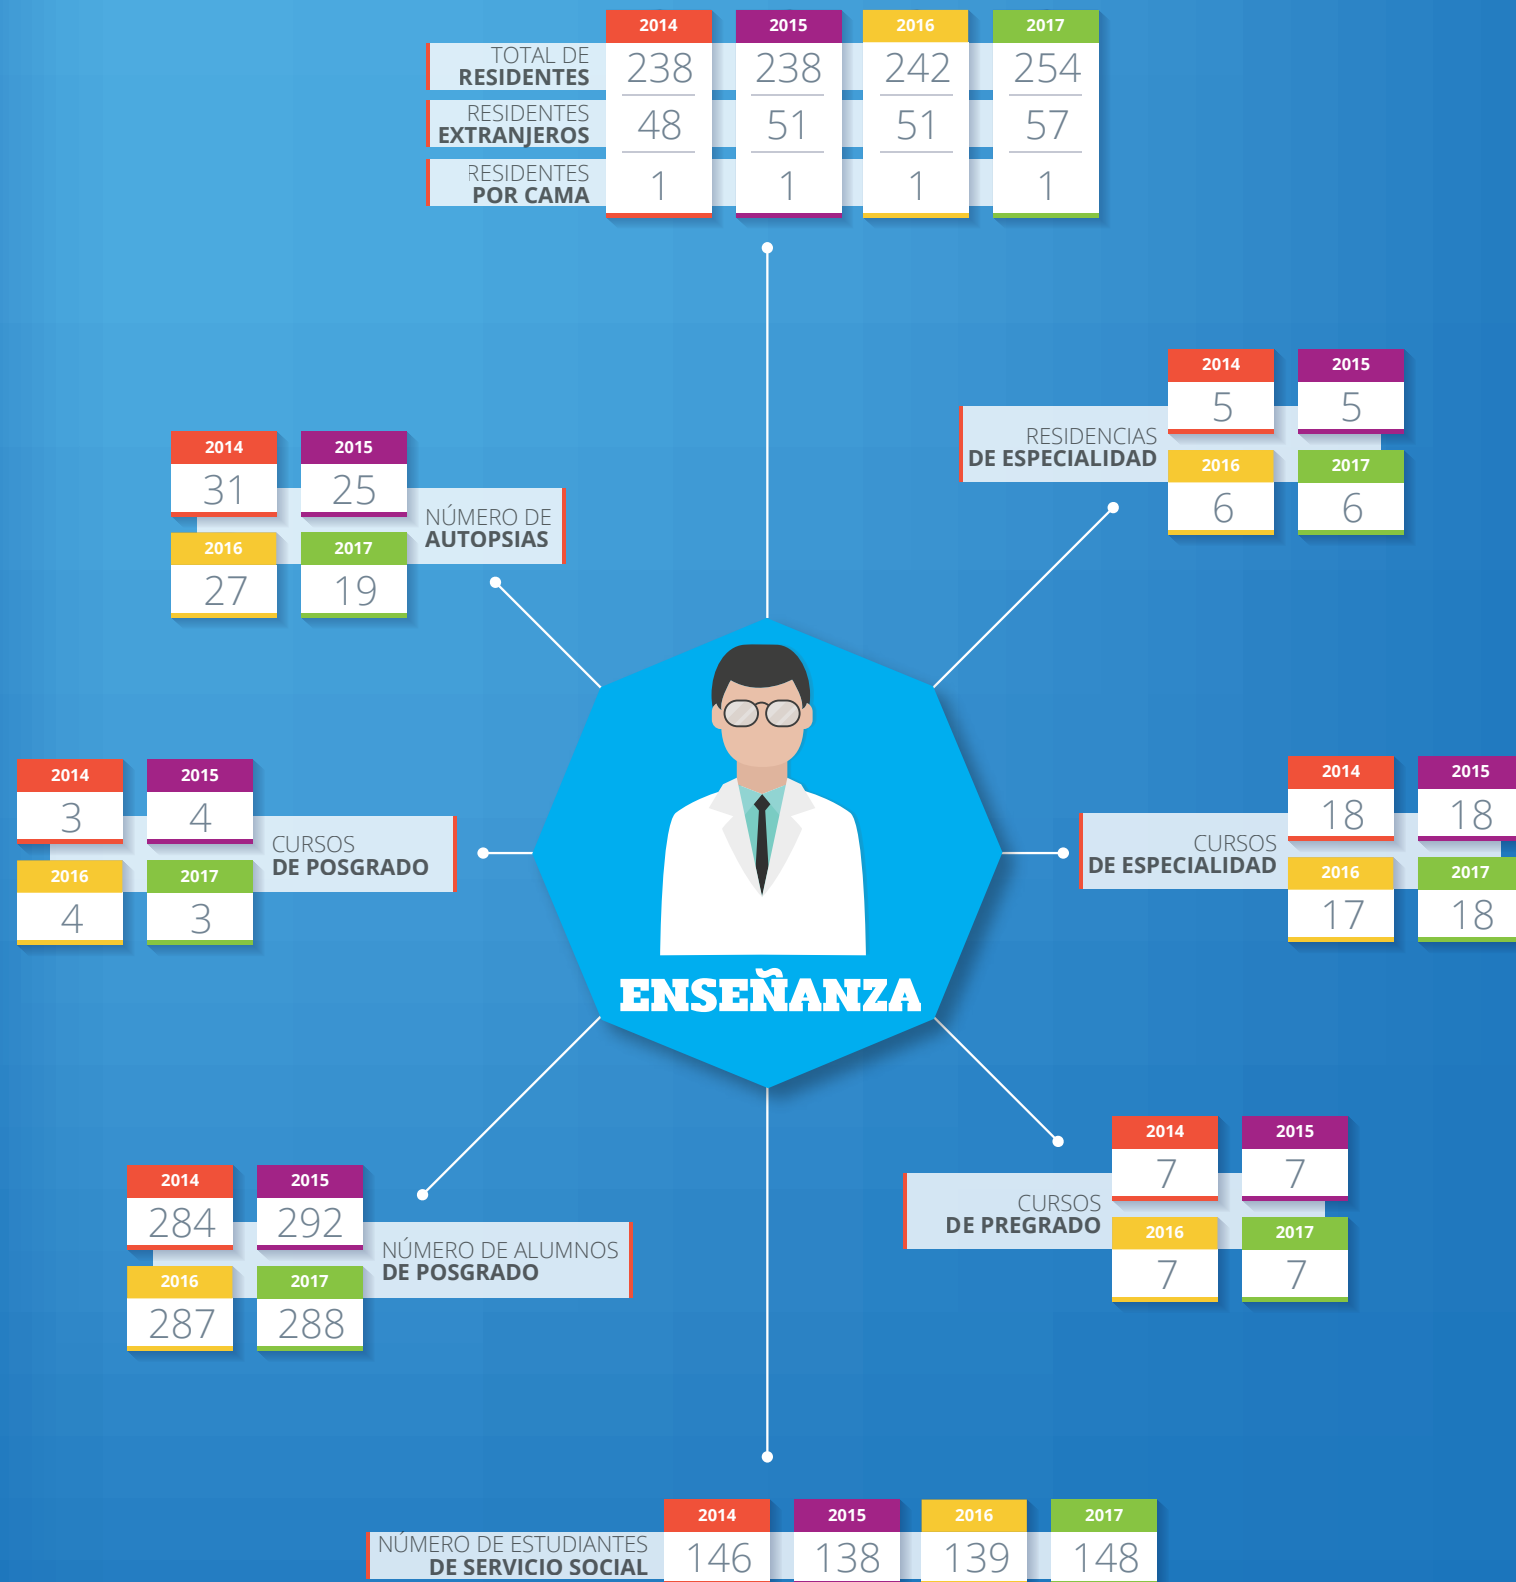 2014 2015 2016 2017
TOTAL DE
RESIDENTES
238 238 242 254
RESIDENTES
EXTRANJEROS
48 51 51 57
RESIDENTES
POR CAMA
1 1 1 1
2014 2015
5 5
RESIDENCIAS
DE ESPECIALIDAD
2016 2017
6 6
2014 2015
31 25
NÚMERO DE
AUTOPSIAS
2016 2017
27 19
2014 2015
3 4
CURSOS
DE POSGRADO
2016 2017
4 3
2014 2015
18 18
CURSOS
DE ESPECIALIDAD
2016 2017
17 18
ENSEÑANZA
2014 2015
7 7
CURSOS
DE PREGRADO
2016 2017
7 7
2014 2015
284 292
NÚMERO DE ALUMNOS
DE POSGRADO
2016 2017
287 288
2014 2015 2016 2017
NÚMERO DE ESTUDIANTES
DE SERVICIO SOCIAL
146 138 139 148